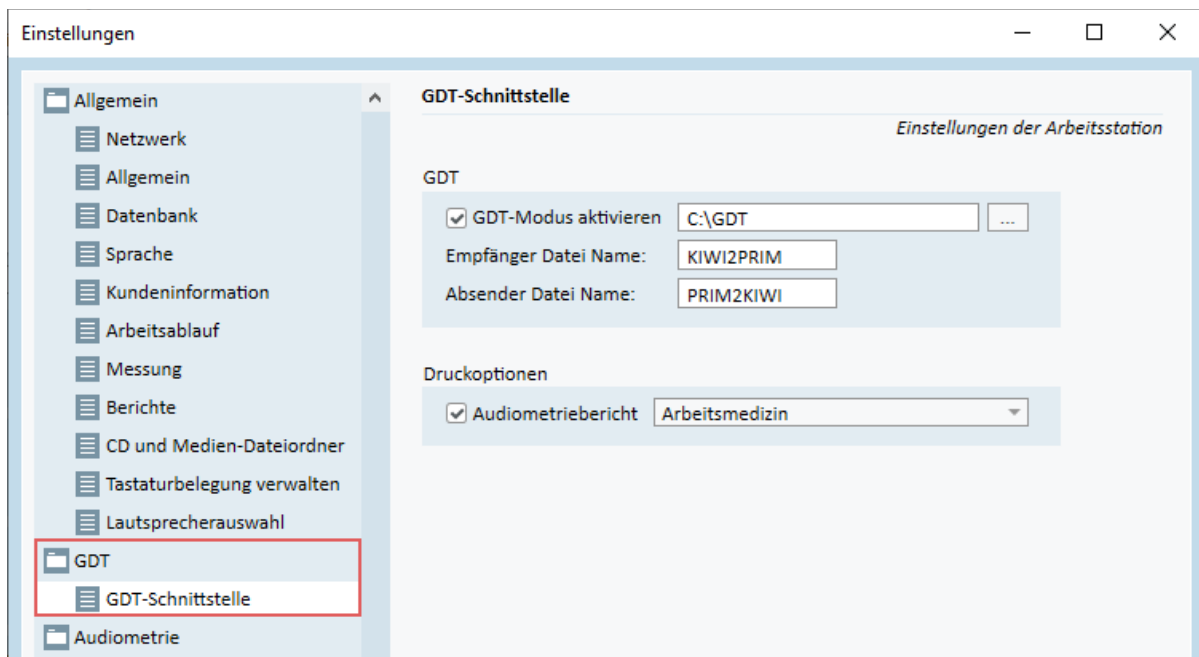 Einstellungen
Allgemein
Netzwerk
Allgemein
Datenbank
Sprache
Kundeninformation
Arbeitsablauf
Messung
Berichte
CD und Medien-Dateiordner
Tastaturbelegung verwalten
Lautsprecherauswahl
GDT
GDT-Schnittstelle
Audiometrie
GDT-Schnittstelle
Einstellungen der Arbeitsstation
GDT
GDT-Modus aktivieren C:\GDT ...
Empfänger Datei Name: KIWI2PRIM
Absender Datei Name: PRIM2KIWI
Druckoptionen
Audiometriebericht Arbeitsmedizin